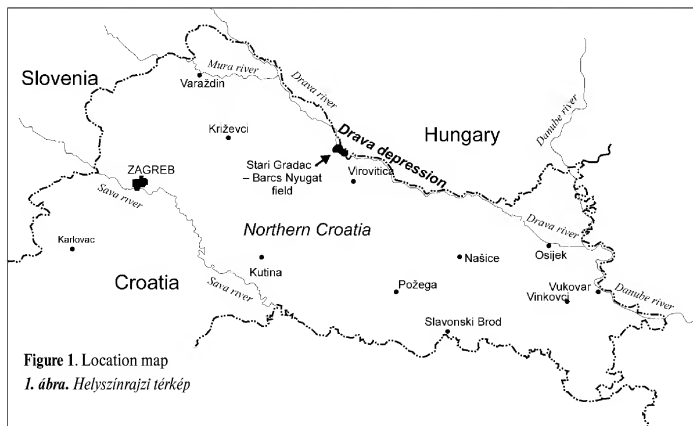 Slovenia
Mura river
Drava river
Varaždin
Križevci
Drava depression
Hungary
Danube river
ZAGREB
Stari Gradac
– Barcs Nyugat
field
Virovitica
Sava river
Northern Croatia
Drava river
Karlovac
Kutina
Našice
Osijek
Croatia
Sava river
Požega
Vukovar
Vinkovci
Danube river
Slavonski Brod
Figure 1. Location map
1. ábra. Helyszínrajzi térkép